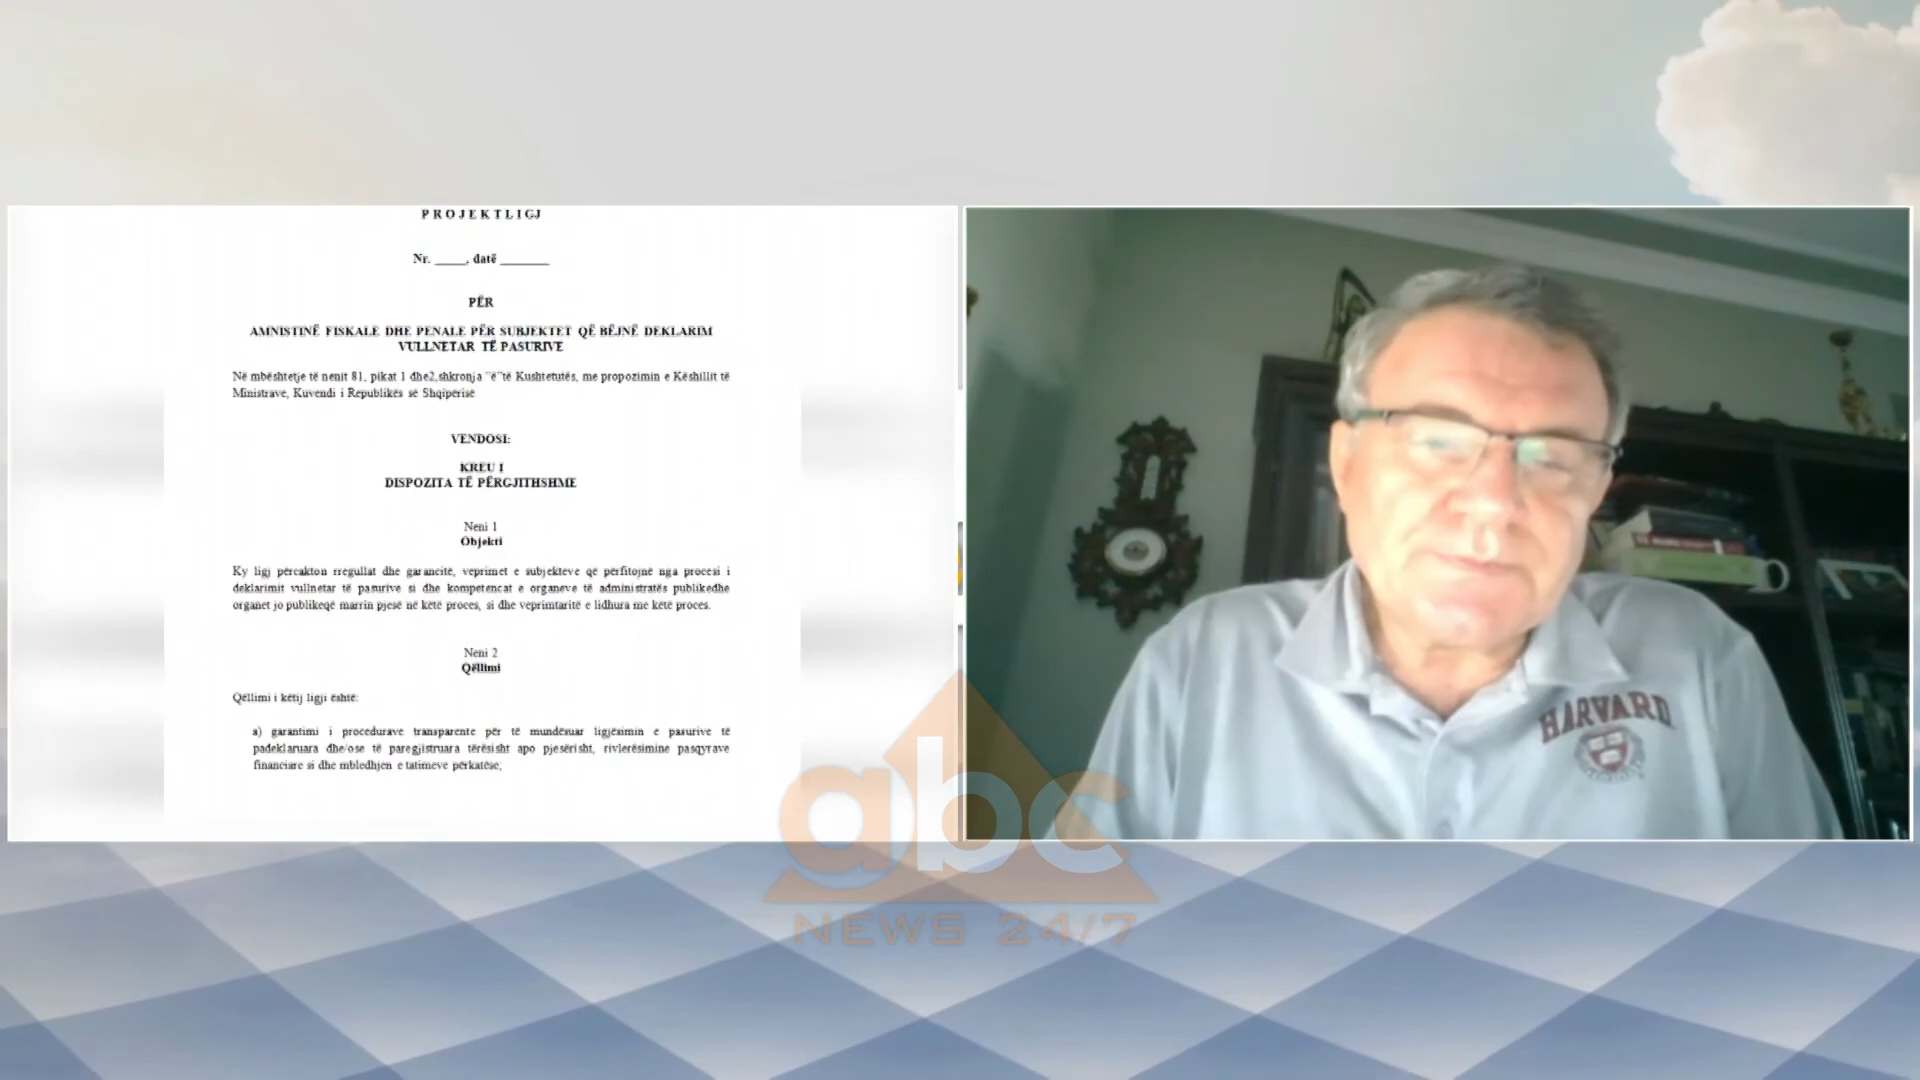 PROJEKTLIGJ
Nr. _____, datë ________
PËR
AMNISTINË FISKALE DHE PENALE PËR SUBJEKTET QË BËJNË DEKLARIM
VULLNETAR TË PASURIVE
Në mbështetje të nenit 81, pikat 1 dhe2,shkronja "ë"të Kushtetutës, me propozimin e Këshillit të
Ministrave, Kuvendi i Republikës së Shqipërisë
VENDOSI:
KREU I
DISPOZITA TË PËRGJITHSHME
Neni 1
Objekti
Ky ligj përcakton rregullat dhe garancitë, veprimet e subjekteve që përfitojnë nga procesi i
deklarimit vullnetar të pasurive si dhe kompetencat e organeve të administratës publikedhe
organet jo publikeqë marrin pjesë në këtë proces, si dhe veprimtaritë e lidhura me këtë proces.
Neni 2
Qëllimi
Qëllimi i këtij ligji është:
a) garantimi i procedurave transparente për të mundësuar ligjësimin e pasurive të
padeklaruara dhe/ose të paregjistruara tërësisht apo pjesërisht, rivlerësimine pasqyrave
financiare si dhe mbledhjen e tatimeve përkatëse;
HARVARD
abc
NEWS 24/7